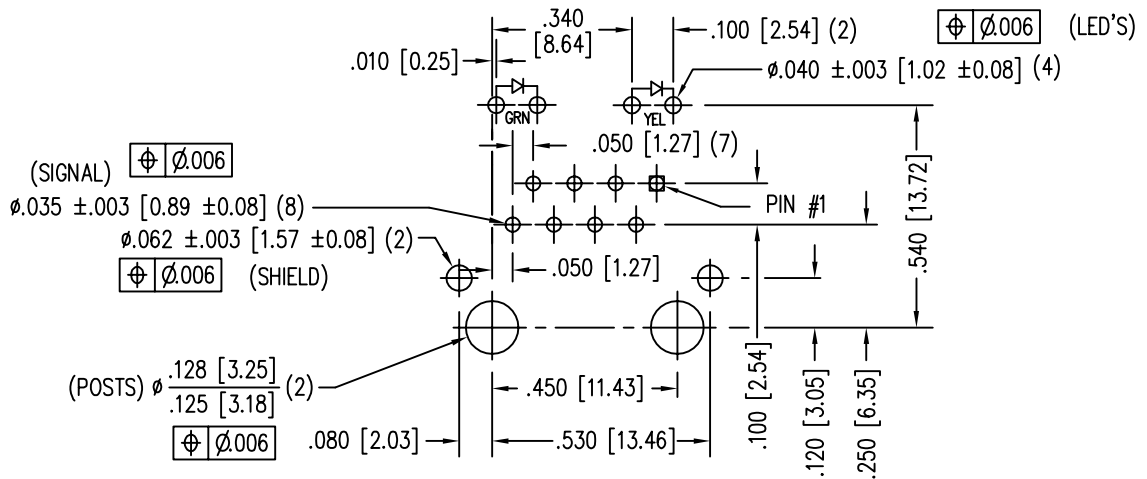 .340
[8.64]
.100 [2.54] (2)
⌖ Ø.006 (LED'S)
.010 [0.25]
ø.040 ±.003 [1.02 ±0.08] (4)
GRN
YEL
.050 [1.27] (7)
(SIGNAL) ⌖ Ø.006
ø.035 ±.003 [0.89 ±0.08] (8)
PIN #1
ø.062 ±.003 [1.57 ±0.08] (2)
⌖ Ø.006 (SHIELD)
.050 [1.27]
.540 [13.72]
(POSTS) ø .128 [3.25]
.125 [3.18] (2)
⌖ Ø.006
.450 [11.43]
.080 [2.03]
.530 [13.46]
.100 [2.54]
.120 [3.05]
.250 [6.35]